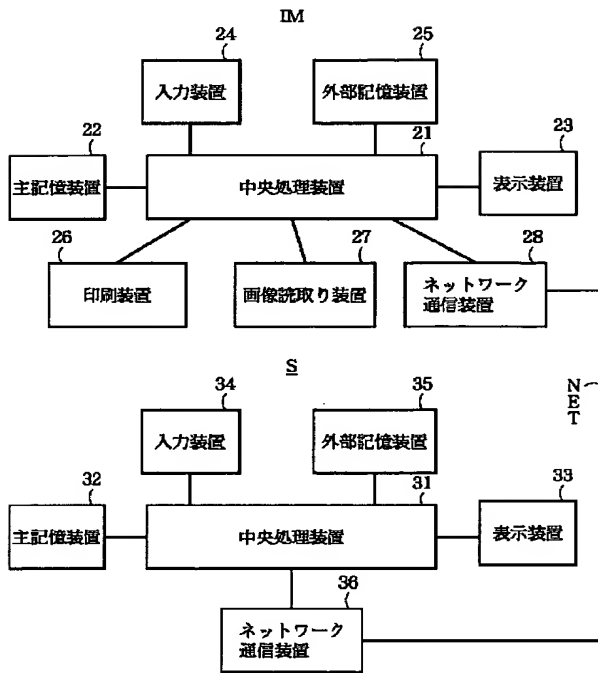 IM
24
25
入力装置
外部記憶装置
22
21
23
主記憶装置
中央処理装置
表示装置
26
27
28
印刷装置
画像読取り装置
ネットワーク
通信装置
S
34
35
NET
入力装置
外部記憶装置
32
31
33
主記憶装置
中央処理装置
表示装置
36
ネットワーク
通信装置